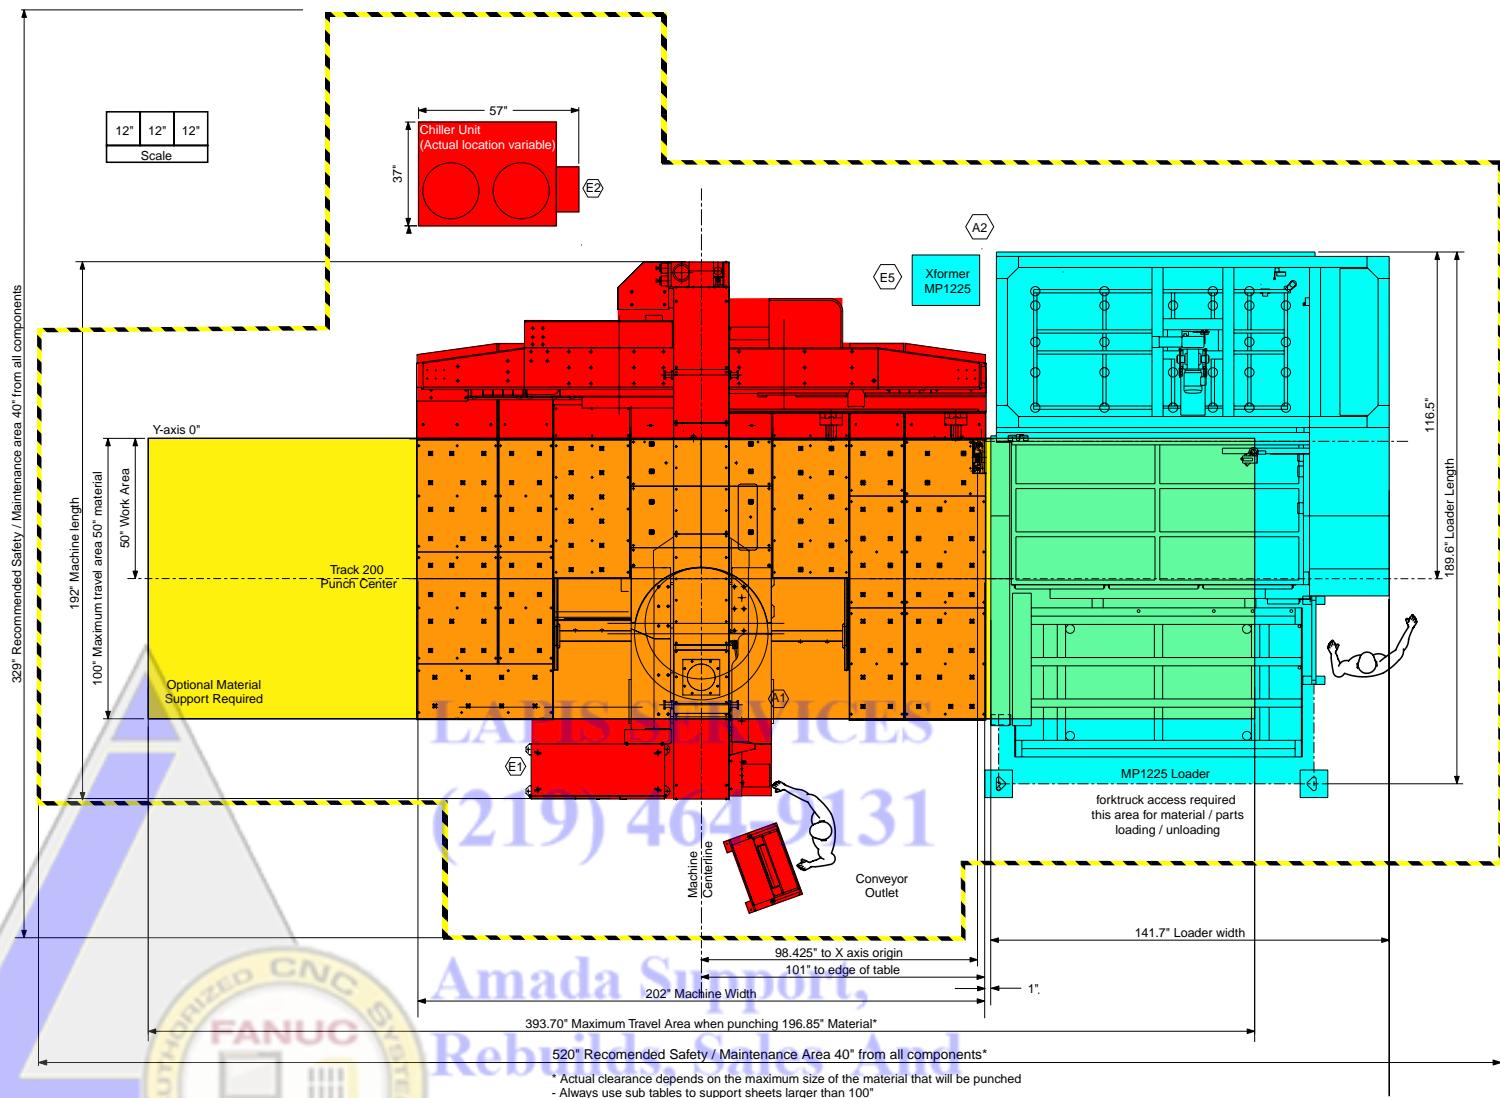 57"
Chiller Unit
(Actual location variable)
37"
E2
12" 12" 12"
Scale
A2
E5
Xformer
MP1225
329" Recommended Safety / Maintenance area 40" from all components
192" Machine length
100" Maximum travel area 50" material
50" Work Area
Y-axis 0"
Track 200
Punch Center
Optional Material
Support Required
116.5"
189.6" Loader Length
A1
E1
LAPIS SERVICES
(219) 464-9131
MP1225 Loader
forktruck access required
this area for material / parts
loading / unloading
Machine
Centerline
Conveyor
Outlet
141.7" Loader width
98.425" to X axis origin
101" to edge of table
1".
202" Machine Width
Amada Support,
393.70" Maximum Travel Area when punching 196.85" Material*
Rebuilds, Sales And
520" Recomended Safety / Maintenance Area 40" from all components*
* Actual clearance depends on the maximum size of the material that will be punched
- Always use sub tables to support sheets larger than 100"
AUTHORIZED CNC SYSTE
FANUC